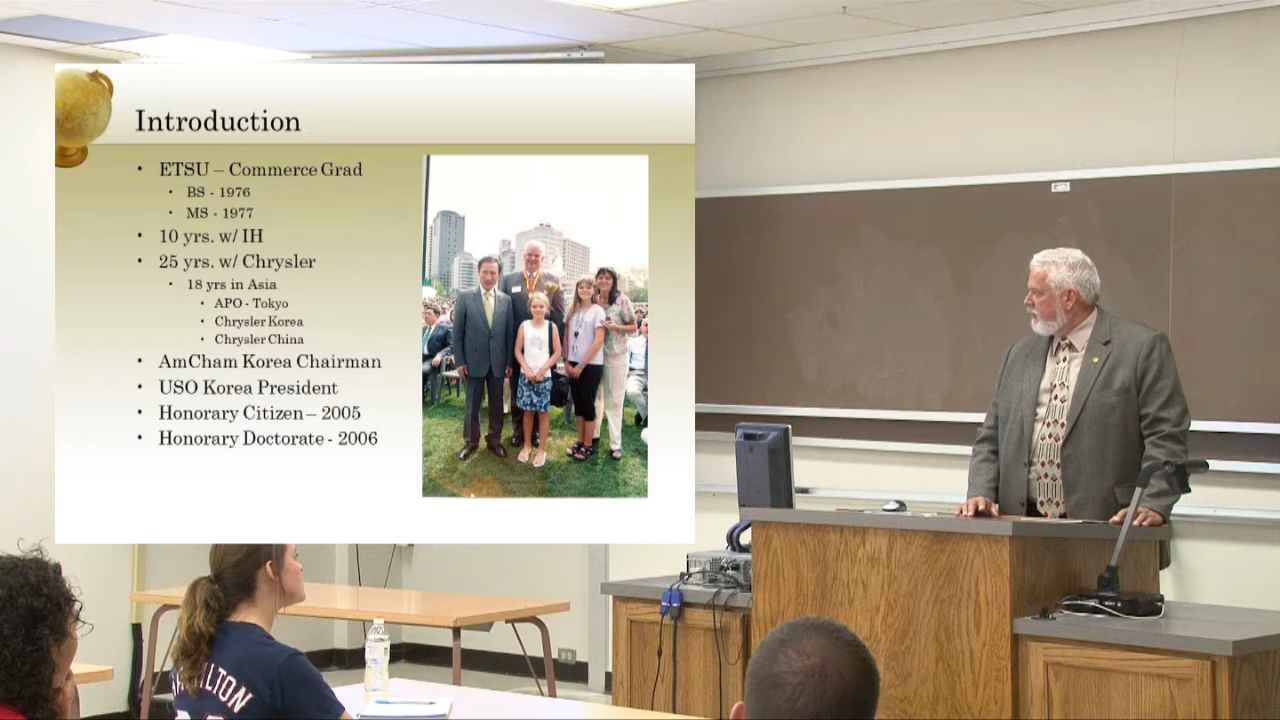 Introduction
• ETSU – Commerce Grad
• BS - 1976
• MS - 1977
• 10 yrs. w/ IH
• 25 yrs. w/ Chrysler
• 18 yrs in Asia
• APO - Tokyo
• Chrysler Korea
• Chrysler China
• AmCham Korea Chairman
• USO Korea President
• Honorary Citizen – 2005
• Honorary Doctorate - 2006